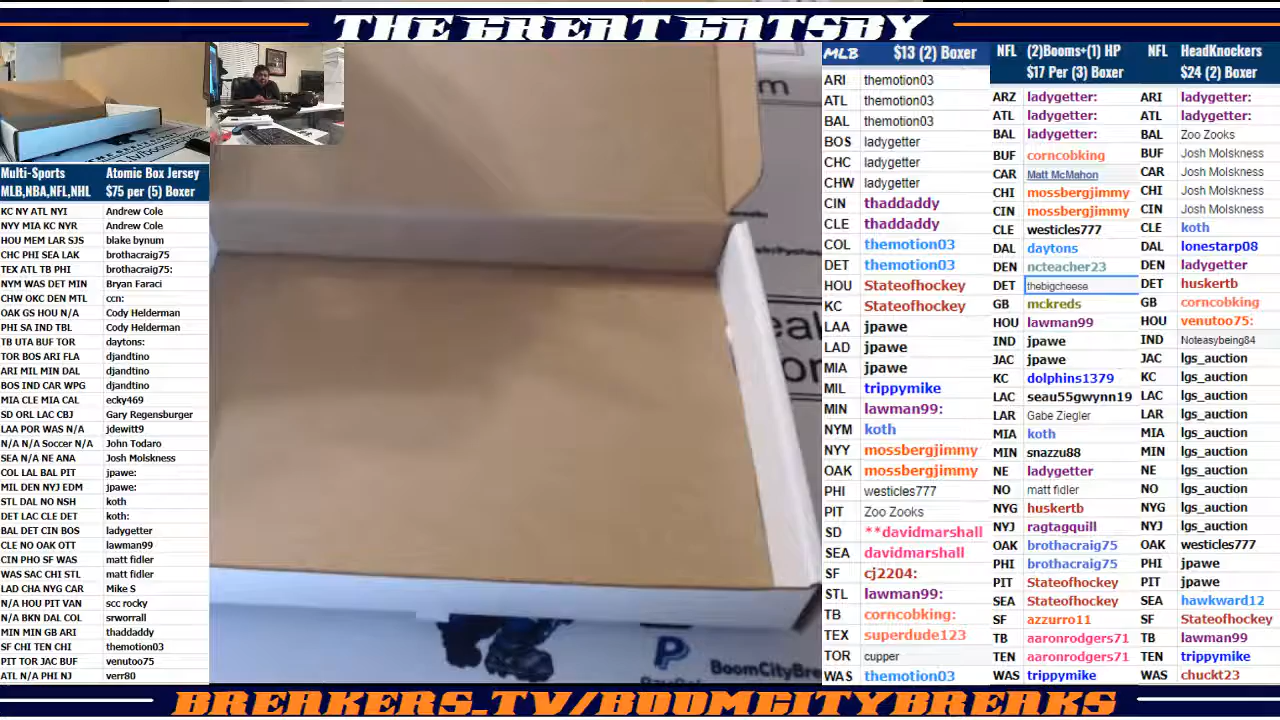 THE GREAT GATSBY
Multi-Sports Atomic Box Jersey
MLB,NBA,NFL,NHL $75 per (5) Boxer
KC NY ATL NYI Andrew Cole
NYY MIA KC NYR Andrew Cole
HOU MEM LAR SJS blake bynum
CHC PHI SEA LAK brothacraig75
TEX ATL TB PHI brothacraig75:
NYM WAS DET MIN Bryan Faraci
CHW OKC DEN MTL ccn:
OAK GS HOU N/A Cody Helderman
PHI SA IND TBL Cody Helderman
TB UTA BUF TOR daytons:
TOR BOS ARI FLA djandtino
ARI MIL MIN DAL djandtino
BOS IND CAR WPG djandtino
MIA CLE MIA CAL ecky469
SD ORL LAC CBJ Gary Regensburger
LAA POR WAS N/A jdewitt9
N/A N/A Soccer N/A John Todaro
SEA N/A NE ANA Josh Molskness
COL LAL BAL PIT jpawe:
MIL DEN NYJ EDM jpawe:
STL DAL NO NSH koth
DET LAC CLE DET koth:
BAL DET CIN BOS ladygetter
CLE NO OAK OTT lawman99
CIN PHO SF WAS matt fidler
WAS SAC CHI STL matt fidler
LAD CHA NYG CAR Mike S
N/A HOU PIT VAN scc rocky
N/A BKN DAL COL srworrall
MIN MIN GB ARI thaddaddy
SF CHI TEN CHI themotion03
PIT TOR JAC BUF venutoo75
ATL N/A PHI NJ verr80
BoomCityBre
MLB $13 (2) Boxer
ARI themotion03
ATL themotion03
BAL themotion03
BOS ladygetter
CHC ladygetter
CHW ladygetter
CIN thaddaddy
CLE thaddaddy
COL themotion03
DET themotion03
HOU Stateofhockey
KC Stateofhockey
LAA jpawe
LAD jpawe
MIA jpawe
MIL trippymike
MIN lawman99:
NYM koth
NYY mossbergjimmy
OAK mossbergjimmy
PHI westicles777
PIT Zoo Zooks
SD **davidmarshall
SEA davidmarshall
SF cj2204:
STL lawman99:
TB corncobking:
TEX superdude123
TOR cupper
WAS themotion03
NFL (2)Booms+(1) HP
$17 Per (3) Boxer
ARZ ladygetter:
ATL ladygetter:
BAL ladygetter:
BUF corncobking
CAR Matt McMahon
CHI mossbergjimmy
CIN mossbergjimmy
CLE westicles777
DAL daytons
DEN ncteacher23
DET thebigcheese
GB mckreds
HOU lawman99
IND jpawe
JAC jpawe
KC dolphins1379
LAC seau55gwynn19
LAR Gabe Ziegler
MIA koth
MIN snazzu88
NE ladygetter
NO matt fidler
NYG huskertb
NYJ ragtagquill
OAK brothacraig75
PHI brothacraig75
PIT Stateofhockey
SEA Stateofhockey
SF azzurro11
TB aaronrodgers71
TEN aaronrodgers71
WAS trippymike
NFL HeadKnockers
$24 (2) Boxer
ARI ladygetter:
ATL ladygetter:
BAL Zoo Zooks
BUF Josh Molskness
CAR Josh Molskness
CHI Josh Molskness
CIN Josh Molskness
CLE koth
DAL lonestarp08
DEN ladygetter
DET huskertb
GB corncobking
HOU venutoo75:
IND Noteasybeing84
JAC lgs_auction
KC lgs_auction
LAC lgs_auction
LAR lgs_auction
MIA lgs_auction
MIN lgs_auction
NE lgs_auction
NO lgs_auction
NYG lgs_auction
NYJ lgs_auction
OAK westicles777
PHI jpawe
PIT jpawe
SEA hawkward12
SF Stateofhockey
TB lawman99
TEN trippymike
WAS chuckt23
BREAKERS.TV/BOOMCITYBREAKS